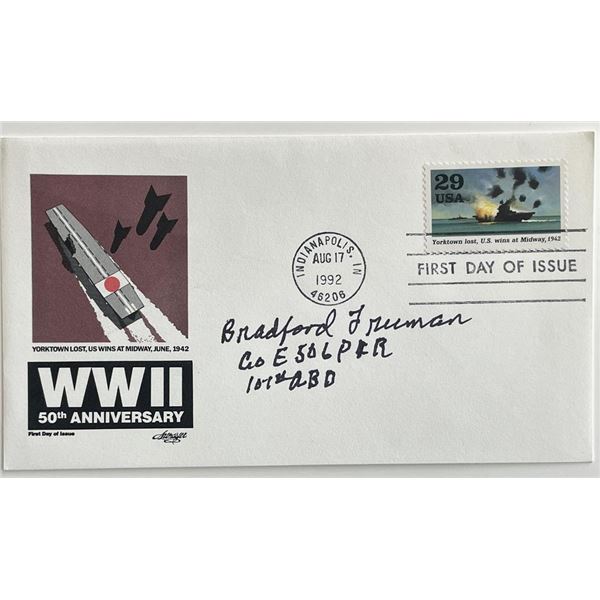 29
USA
Yorktown lost, U.S. wins at Midway, 1942
INDIANAPOLIS, IN
AUG 17
1992
46206
FIRST DAY OF ISSUE
YORKTOWN LOST, US WINS AT MIDWAY, JUNE, 1942
WWII
50th ANNIVERSARY
First Day of Issue
Bradford Freeman
Co E 506 PIR
101st ABD